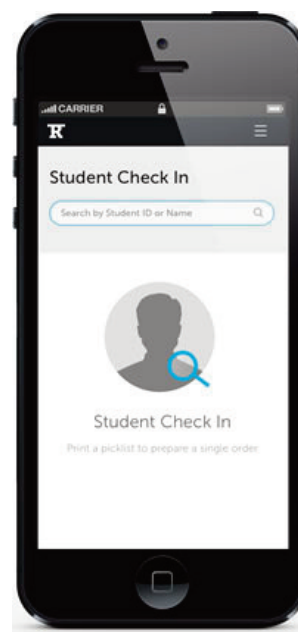 CARRIER
R
Student Check In
Search by Student ID or Name
Student Check In
Print a picklist to prepare a single order